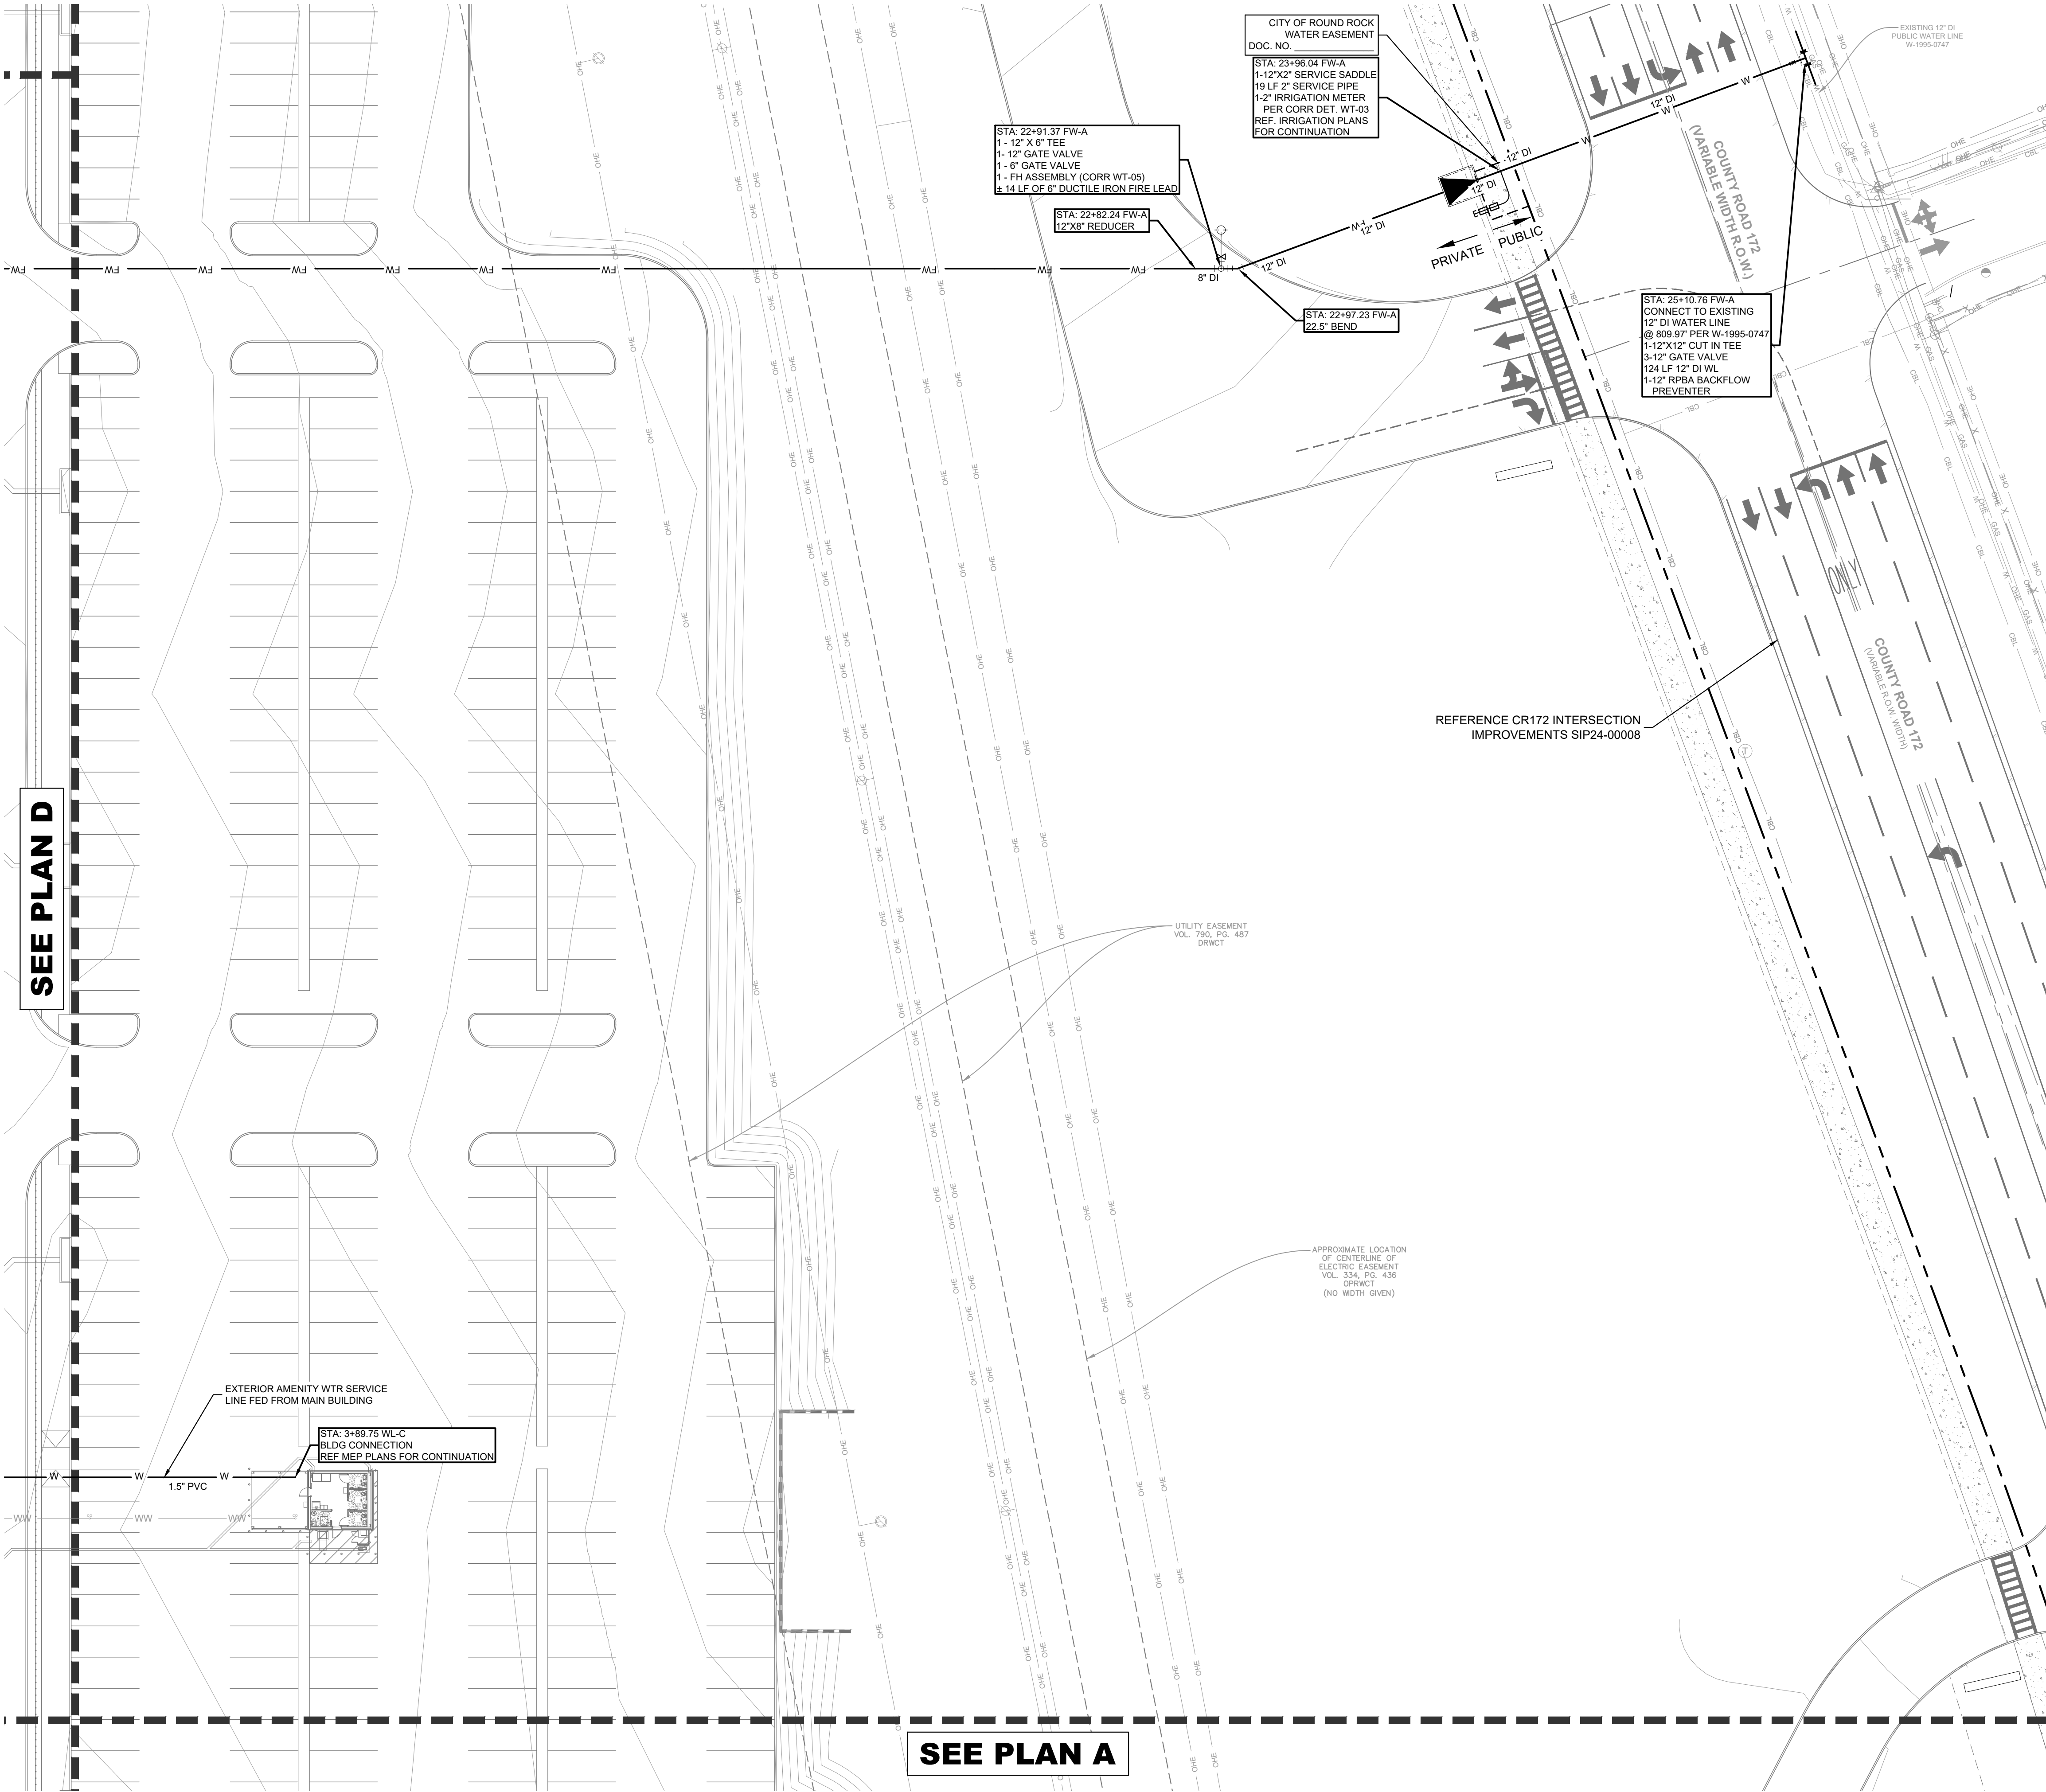 CITY OF ROUND ROCK
WATER EASEMENT
DOC. NO. ______________
STA: 23+96.04 FW-A
1-12"X2" SERVICE SADDLE
19 LF 2" SERVICE PIPE
1-2" IRRIGATION METER
PER CORR DET. WT-03
REF. IRRIGATION PLANS
FOR CONTINUATION
EXISTING 12" DI
PUBLIC WATER LINE
W-1995-0747
STA: 22+91.37 FW-A
1 - 12" X 6" TEE
1- 12" GATE VALVE
1 - 6" GATE VALVE
1 - FH ASSEMBLY (CORR WT-05)
± 14 LF OF 6" DUCTILE IRON FIRE LEAD
STA: 22+82.24 FW-A
12"X8" REDUCER
STA: 22+97.23 FW-A
22.5° BEND
8" DI
12" DI
12" DI
12" DI
12" DI
12" DI
PRIVATE
PUBLIC
COUNTY ROAD 172
(VARIABLE WIDTH R.O.W.)
STA: 25+10.76 FW-A
CONNECT TO EXISTING
12" DI WATER LINE
@ 809.97' PER W-1995-0747
1-12"X12" CUT IN TEE
3-12" GATE VALVE
124 LF 12" DI WL
1-12" RPBA BACKFLOW
PREVENTER
ONLY
COUNTY ROAD 172
(VARIABLE R.O.W. WIDTH)
REFERENCE CR172 INTERSECTION
IMPROVEMENTS SIP24-00008
SEE PLAN D
UTILITY EASEMENT
VOL. 790, PG. 487
DRWCT
APPROXIMATE LOCATION
OF CENTERLINE OF
ELECTRIC EASEMENT
VOL. 334, PG. 436
OPRWCT
(NO WIDTH GIVEN)
EXTERIOR AMENITY WTR SERVICE
LINE FED FROM MAIN BUILDING
STA: 3+89.75 WL-C
BLDG CONNECTION
REF MEP PLANS FOR CONTINUATION
W W W
1.5" PVC
WW WW WW
SEE PLAN A